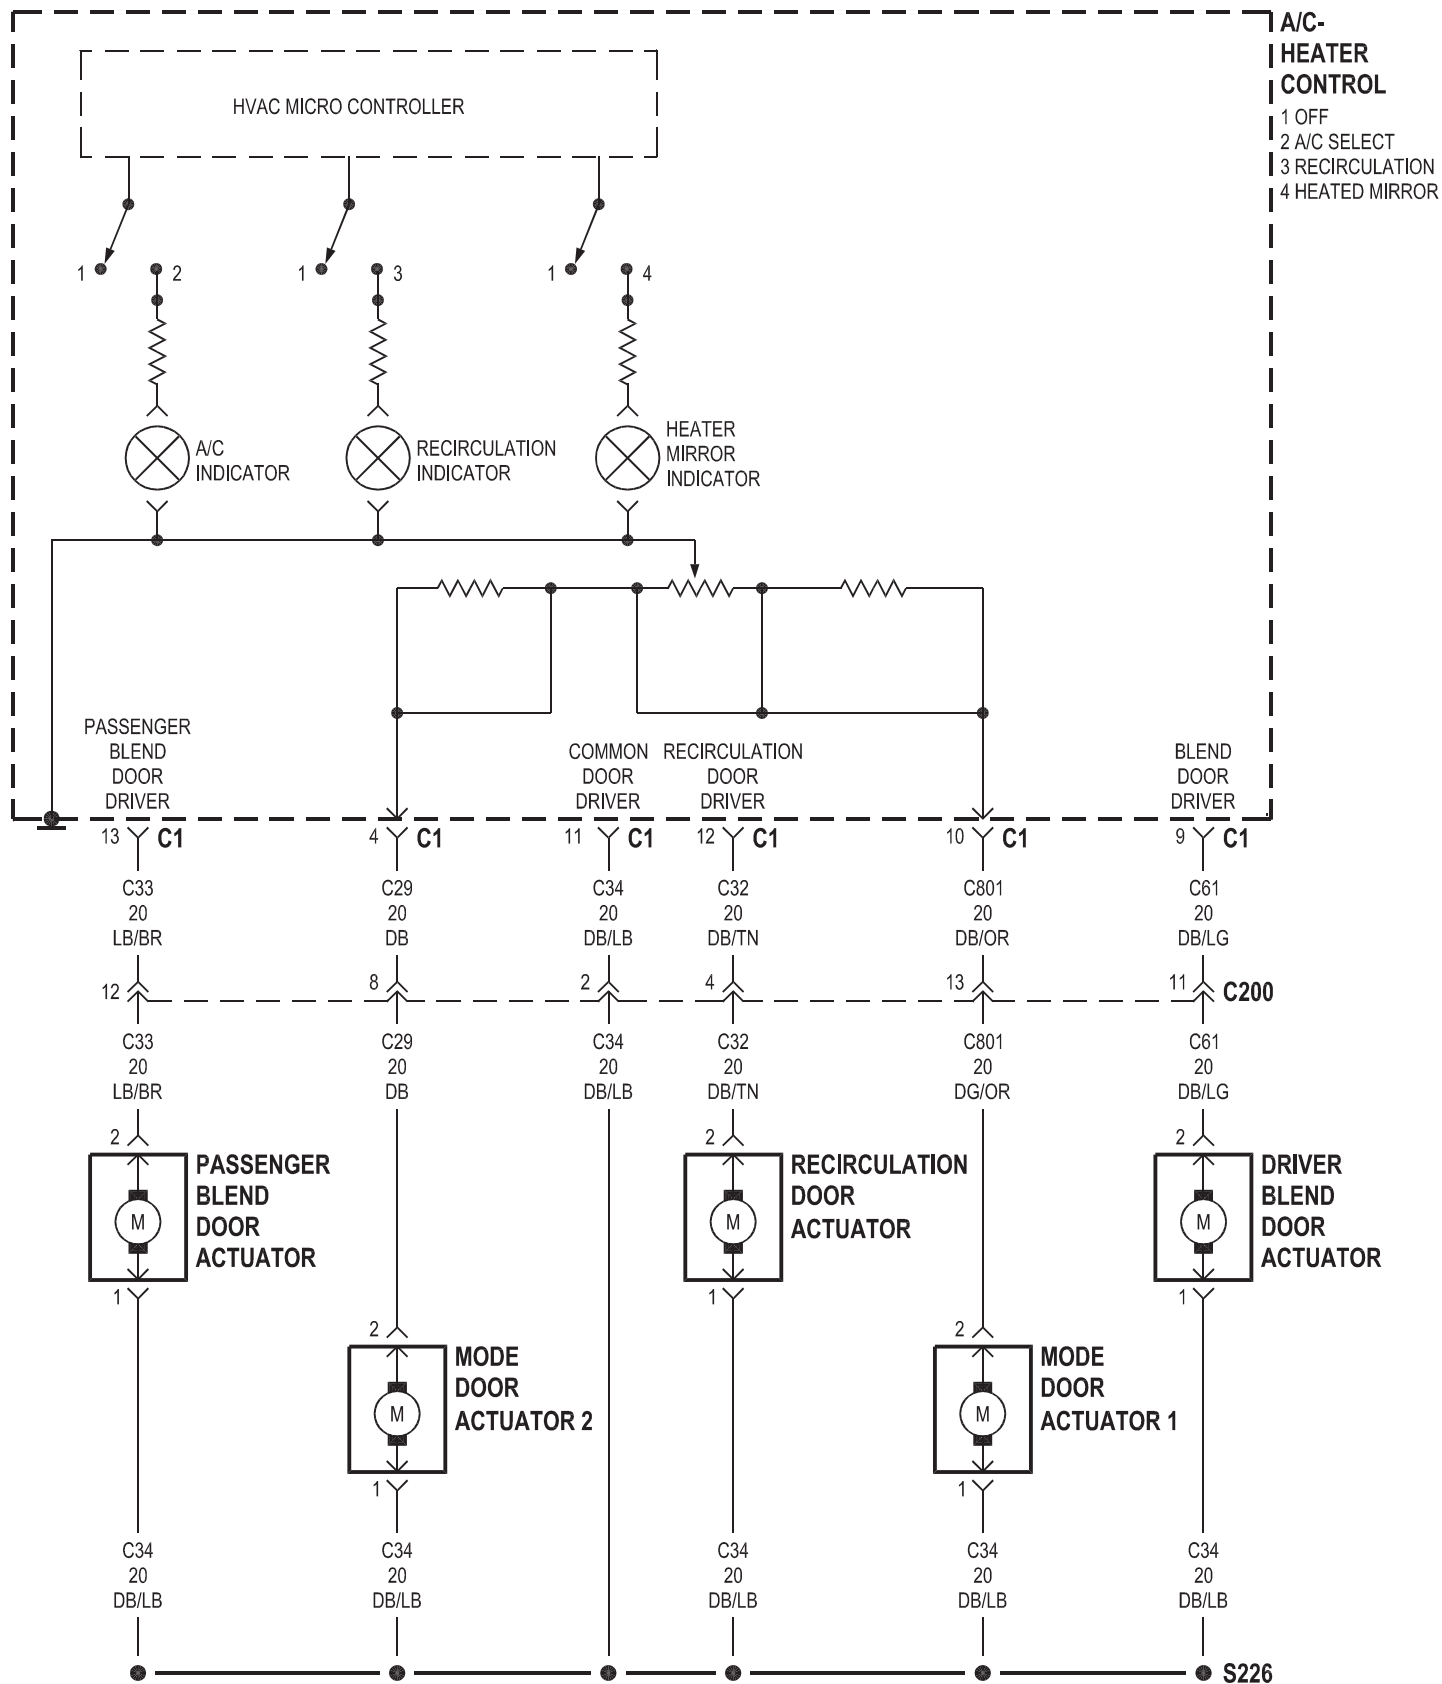 A/C-
HEATER
CONTROL
1 OFF
2 A/C SELECT
3 RECIRCULATION
4 HEATED MIRROR
HVAC MICRO CONTROLLER
1 2 1 3 1 4
A/C
INDICATOR
RECIRCULATION
INDICATOR
HEATER
MIRROR
INDICATOR
PASSENGER
BLEND
DOOR
DRIVER
COMMON
DOOR
DRIVER
RECIRCULATION
DOOR
DRIVER
BLEND
DOOR
DRIVER
13 C1 4 C1 11 C1 12 C1 10 C1 9 C1
C33 C29 C34 C32 C801 C61
20 20 20 20 20 20
LB/BR DB DB/LB DB/TN DB/OR DB/LG
12 8 2 4 13 11 C200
C33 C29 C34 C32 C801 C61
20 20 20 20 20 20
LB/BR DB DB/LB DB/TN DG/OR DB/LG
2 2 2
M
PASSENGER
BLEND
DOOR
ACTUATOR
M
RECIRCULATION
DOOR
ACTUATOR
M
DRIVER
BLEND
DOOR
ACTUATOR
1 1 1
2 2
M
MODE
DOOR
ACTUATOR 2
M
MODE
DOOR
ACTUATOR 1
1 1
C34 C34 C34 C34 C34
20 20 20 20 20
DB/LB DB/LB DB/LB DB/LB DB/LB
S226